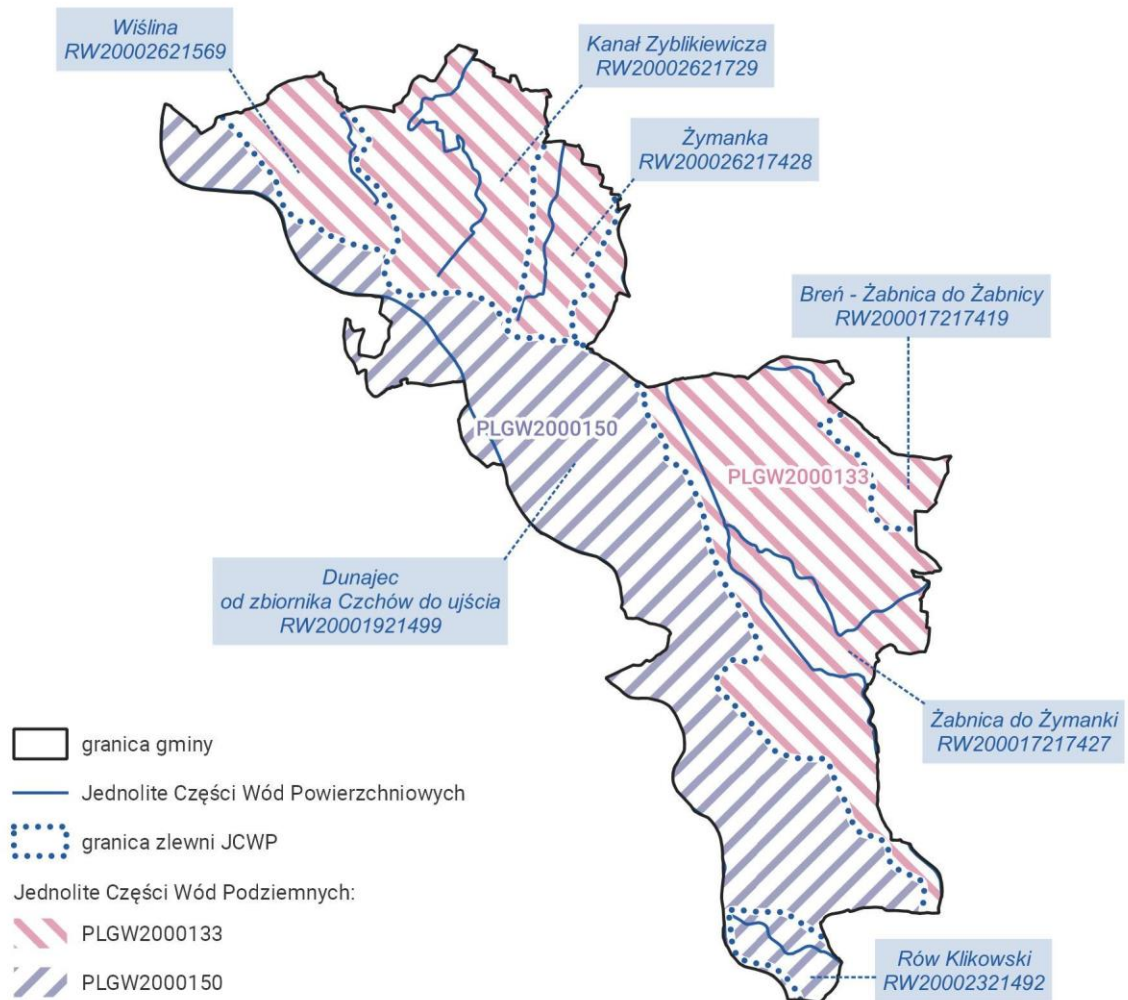 Wiślina
RW20002621569
Kanał Zyblikiewicza
RW20002621729
Żymanka
RW200026217428
Breń - Żabnica do Żabnicy
RW200017217419
PLGW2000150
PLGW2000133
Dunajec
od zbiornika Czchów do ujścia
RW20001921499
Żabnica do Żymanki
RW200017217427
Rów Klikowski
RW20002321492
granica gminy
Jednolite Części Wód Powierzchniowych
granica zlewni JCWP
Jednolite Części Wód Podziemnych:
PLGW2000133
PLGW2000150